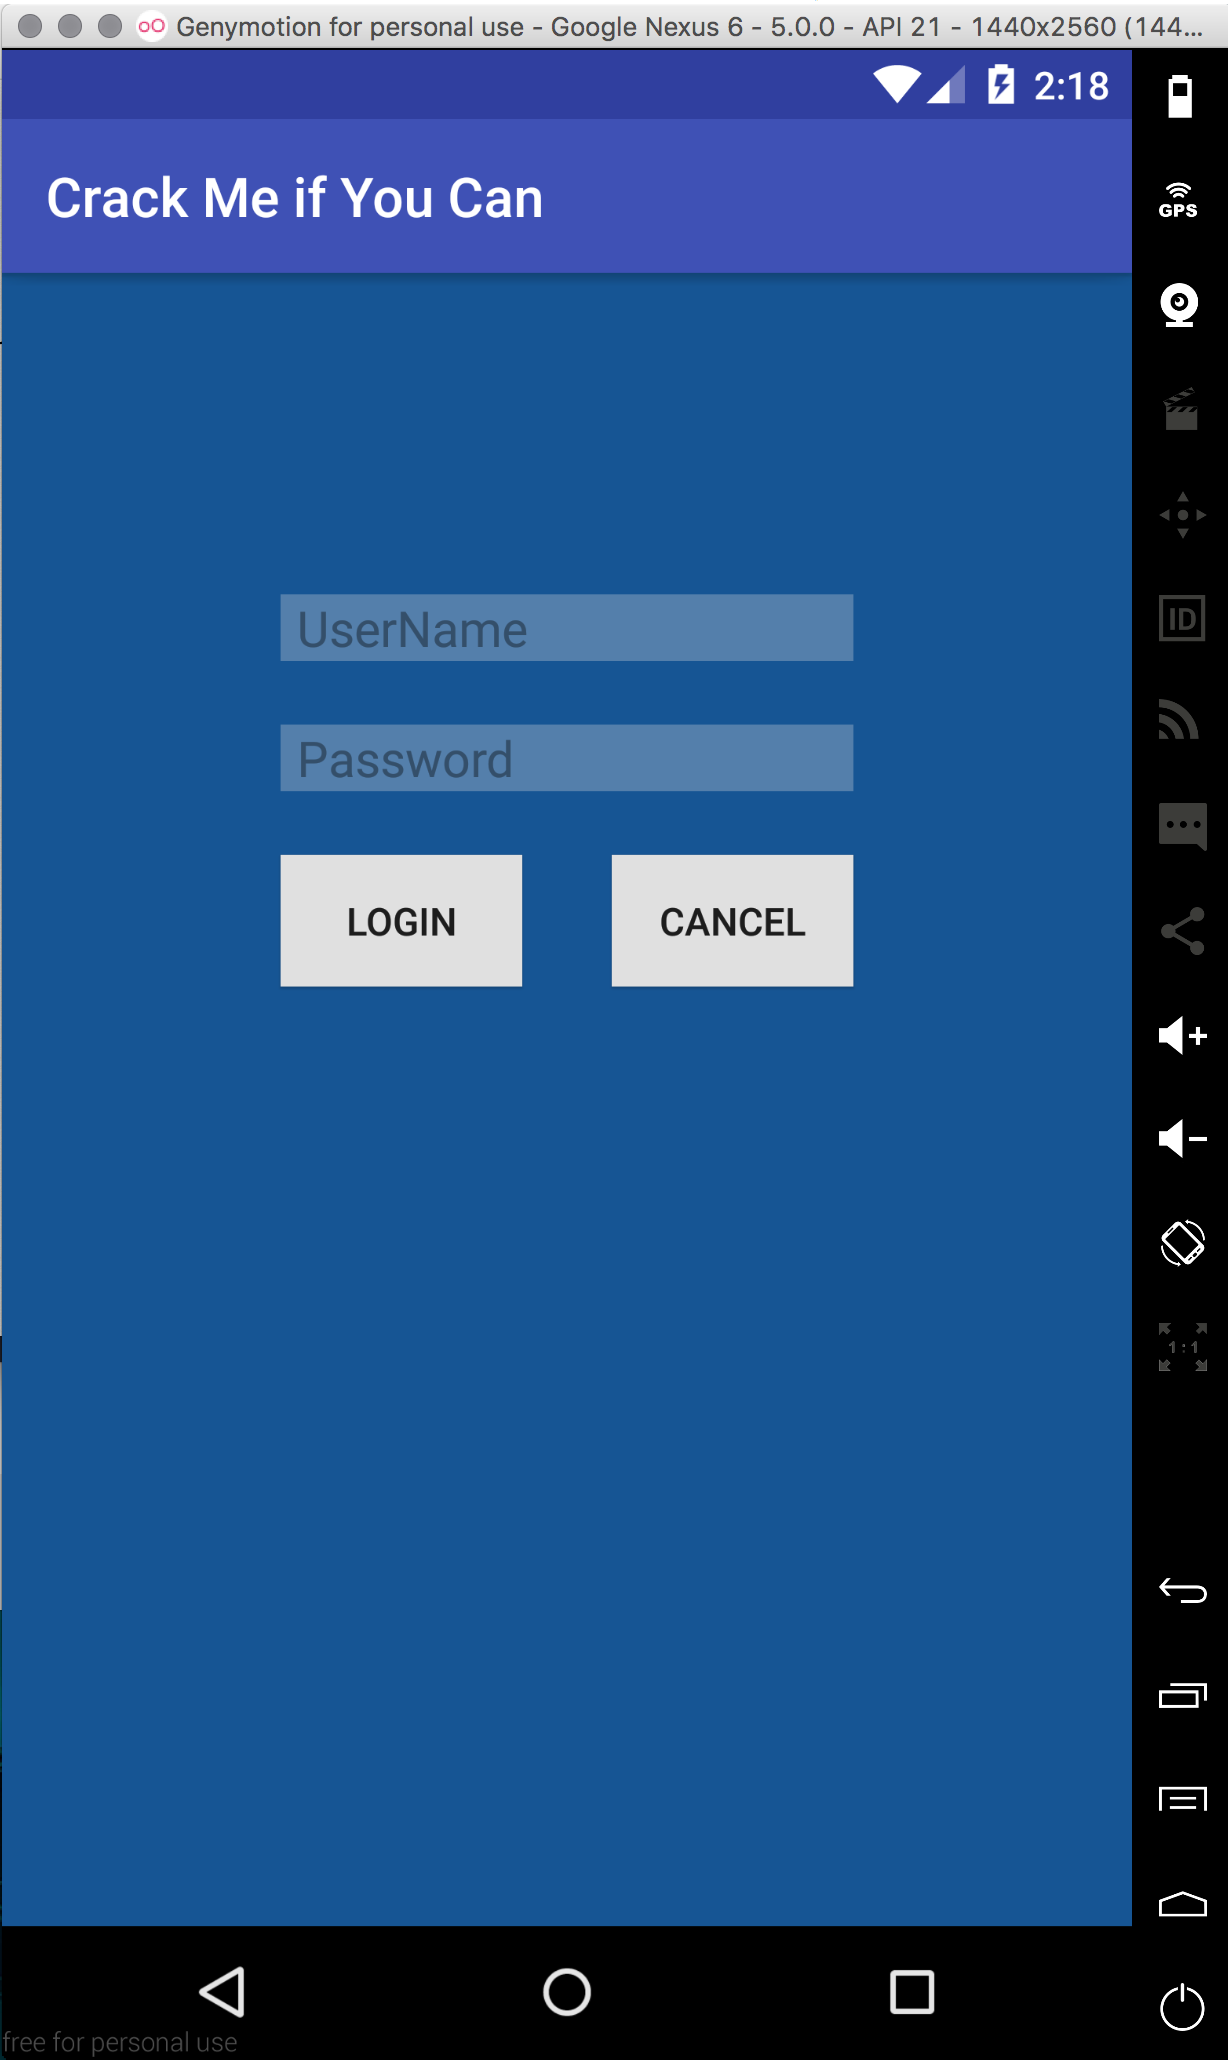 Genymotion for personal use - Google Nexus 6 - 5.0.0 - API 21 - 1440x2560 (144...
2:18
Crack Me if You Can
GPS
UserName
ID
Password
LOGIN
CANCEL
1:1
free for personal use